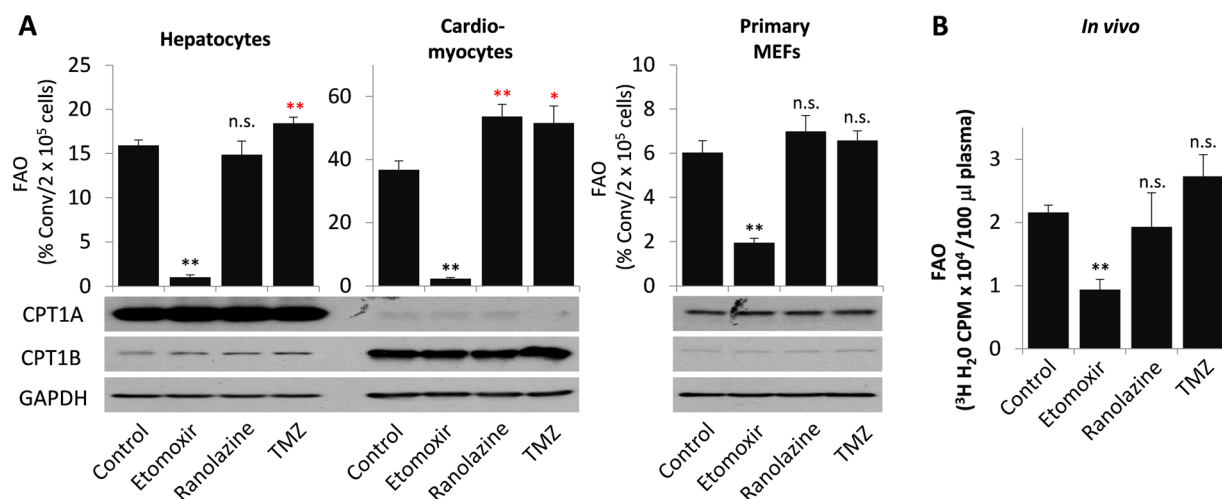 A
Hepatocytes
Cardio-
myocytes
Primary
MEFs
B
In vivo
FAO
(% Conv/2 x 10⁵ cells)
25
20
15
10
5
0
**
n.s.
**
60
40
20
0
**
**
*
FAO
(% Conv/2 x 10⁵ cells)
10
8
6
4
2
0
**
n.s.
n.s.
FAO
(³H H₂0 CPM x 10⁴ /100 µl plasma)
3
2
1
0
**
n.s.
n.s.
CPT1A
CPT1B
GAPDH
Control
Etomoxir
Ranolazine
TMZ
Control
Etomoxir
Ranolazine
TMZ
Control
Etomoxir
Ranolazine
TMZ
Control
Etomoxir
Ranolazine
TMZ